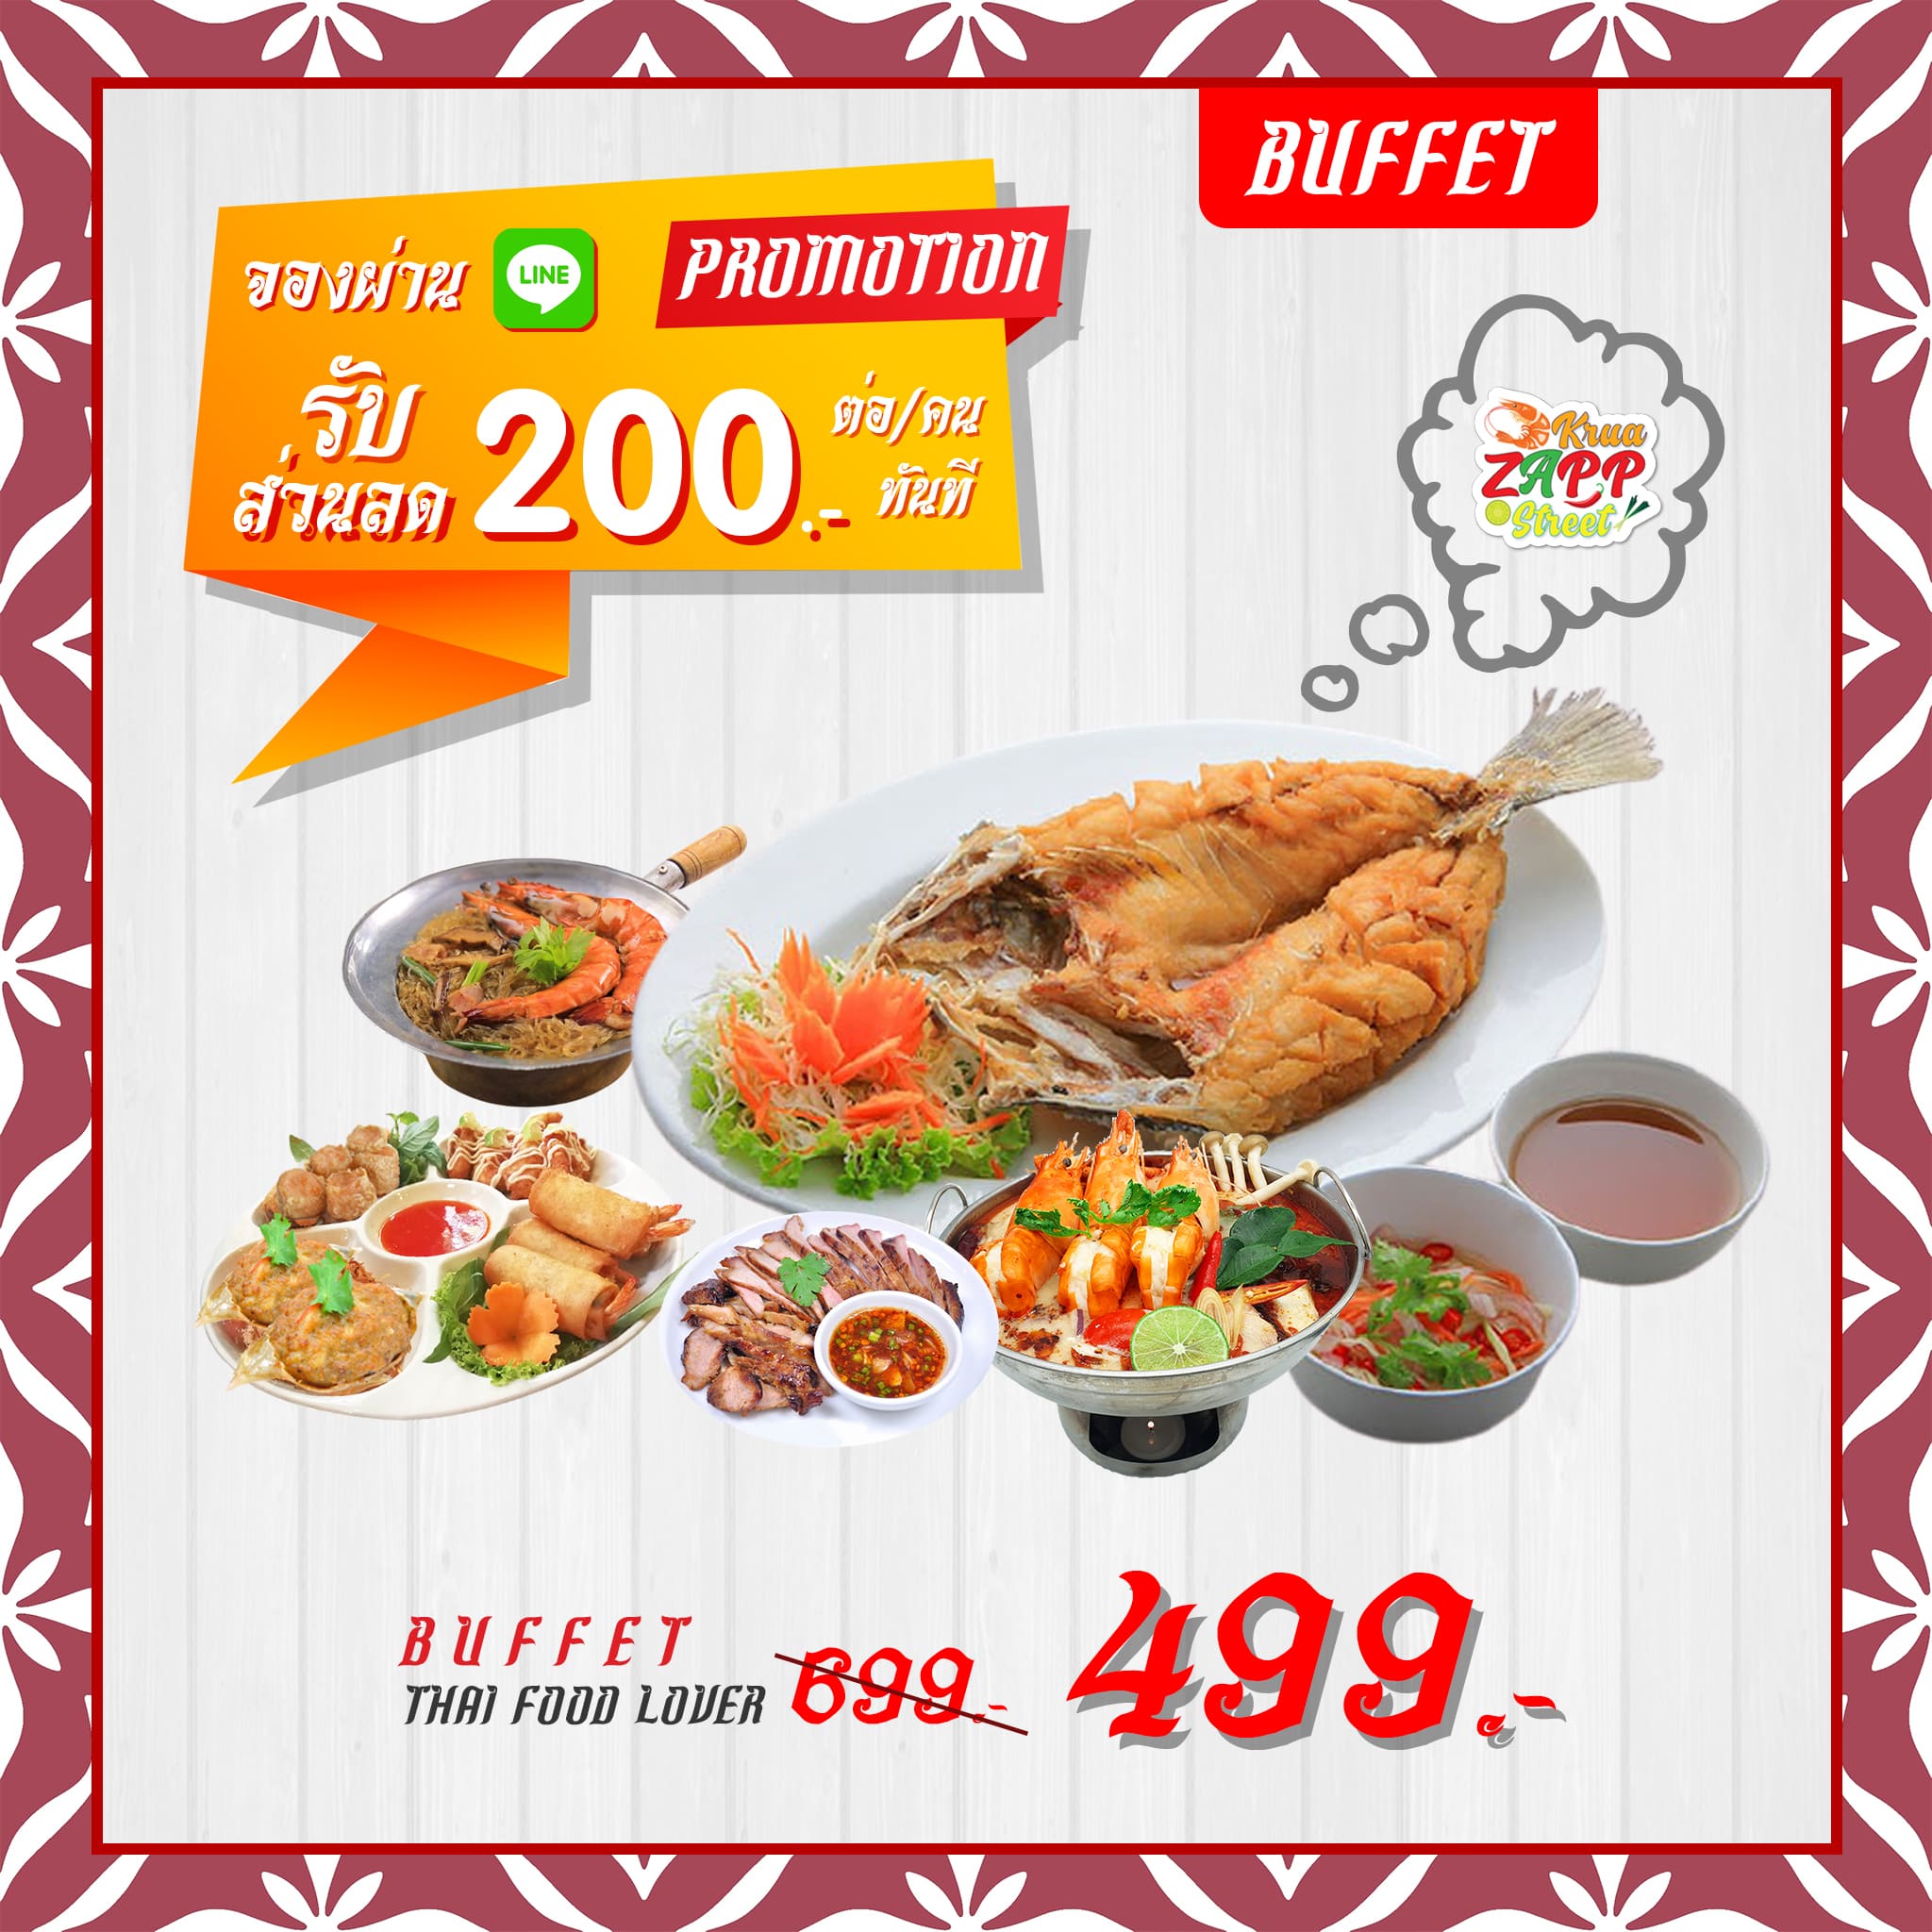 BUFFET
จองผ่าน LINE PROMOTION
รับ
ส่วนลด 200.- ต่อ/คน
ทันที
Krua
ZAPP
Street
BUFFET
THAI FOOD LOVER 699.- 499.-